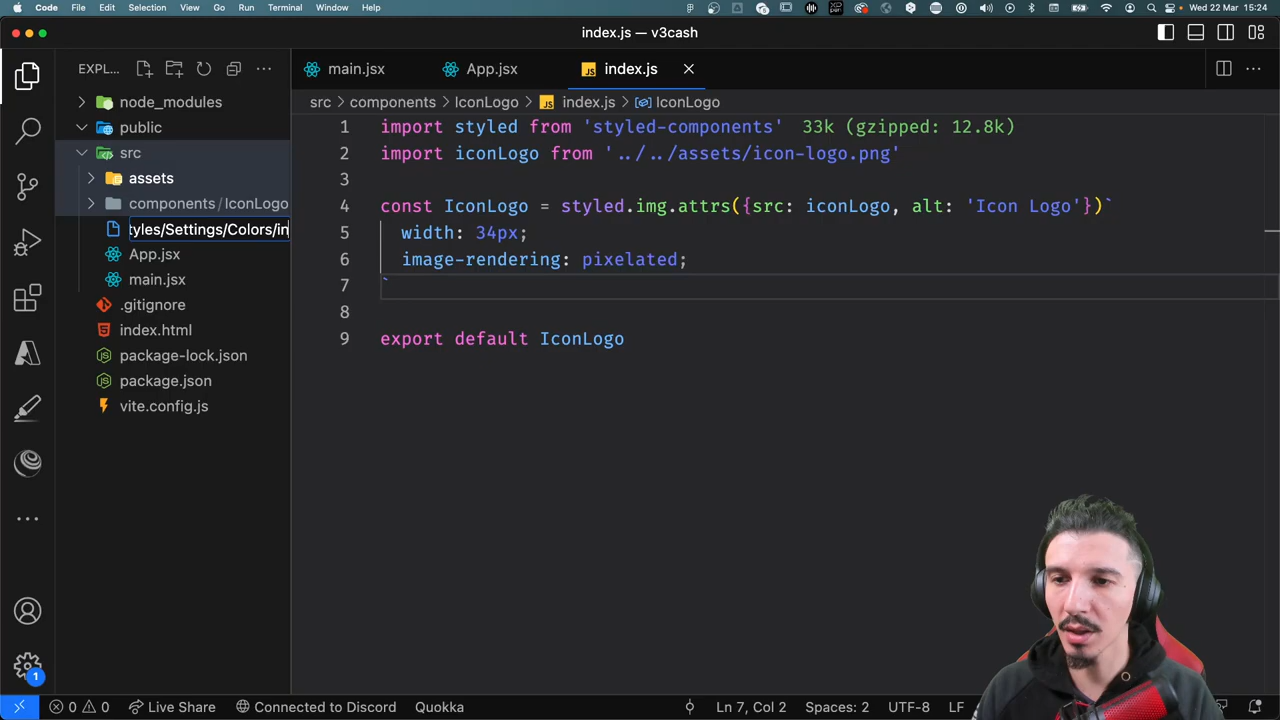 Code File Edit Selection View Go Run Terminal Window Help
Wed 22 Mar 15:24
index.js — v3cash
EXPL...
main.jsx
App.jsx
JS index.js
src > components > IconLogo > JS index.js > IconLogo
node_modules
public
src
assets
components / IconLogo
tyles/Settings/Colors/in
App.jsx
main.jsx
.gitignore
index.html
package-lock.json
package.json
vite.config.js
1 import styled from 'styled-components' 33k (gzipped: 12.8k)
2 import iconLogo from '../../assets/icon-logo.png'
3
4 const IconLogo = styled.img.attrs({src: iconLogo, alt: 'Icon Logo'})`
5 width: 34px;
6 image-rendering: pixelated;
7 `
8
9 export default IconLogo
1
0 0 Live Share Connected to Discord Quokka Ln 7, Col 2 Spaces: 2 UTF-8 LF